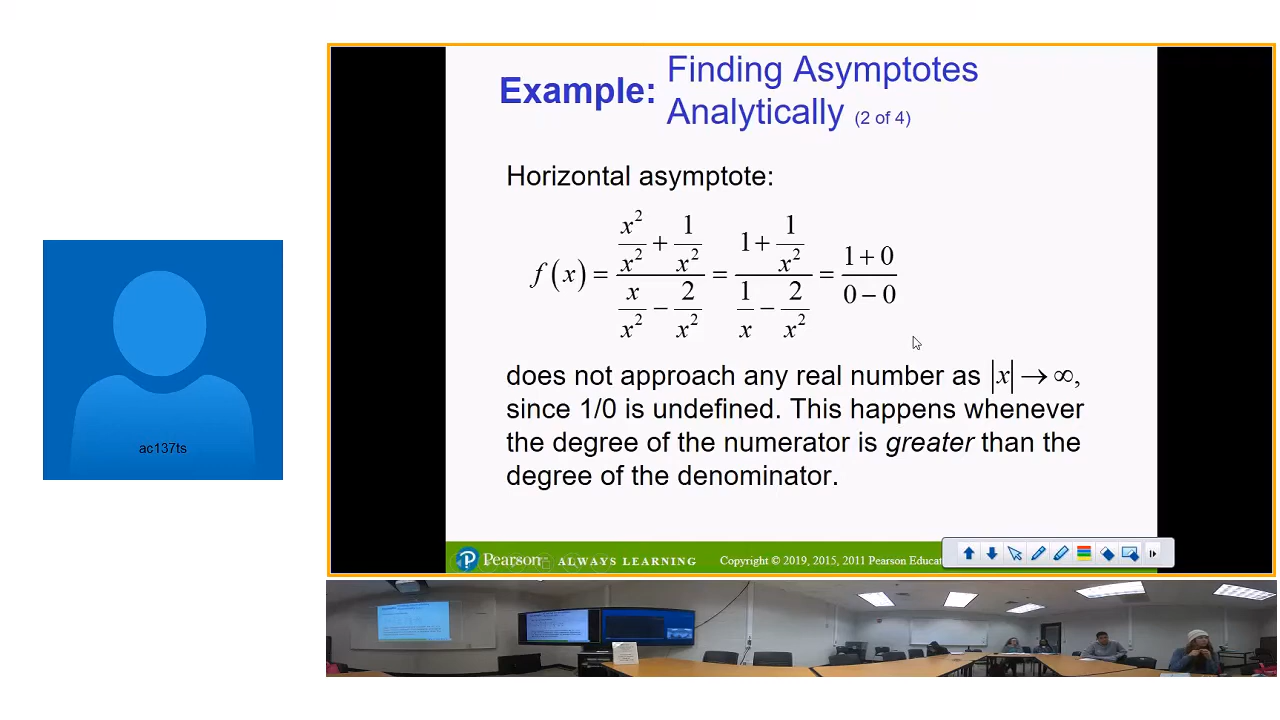 Example: Finding Asymptotes
Analytically (2 of 4)
Horizontal asymptote:
f(x) = (x²/x² + 1/x²)/(x/x² − 2/x²) = (1 + 1/x²)/(1/x − 2/x²) = (1 + 0)/(0 − 0)
does not approach any real number as |x| → ∞,
since 1/0 is undefined. This happens whenever
the degree of the numerator is greater than the
degree of the denominator.
ac137ts
Pearson ALWAYS LEARNING Copyright © 2019, 2015, 2011 Pearson Educat